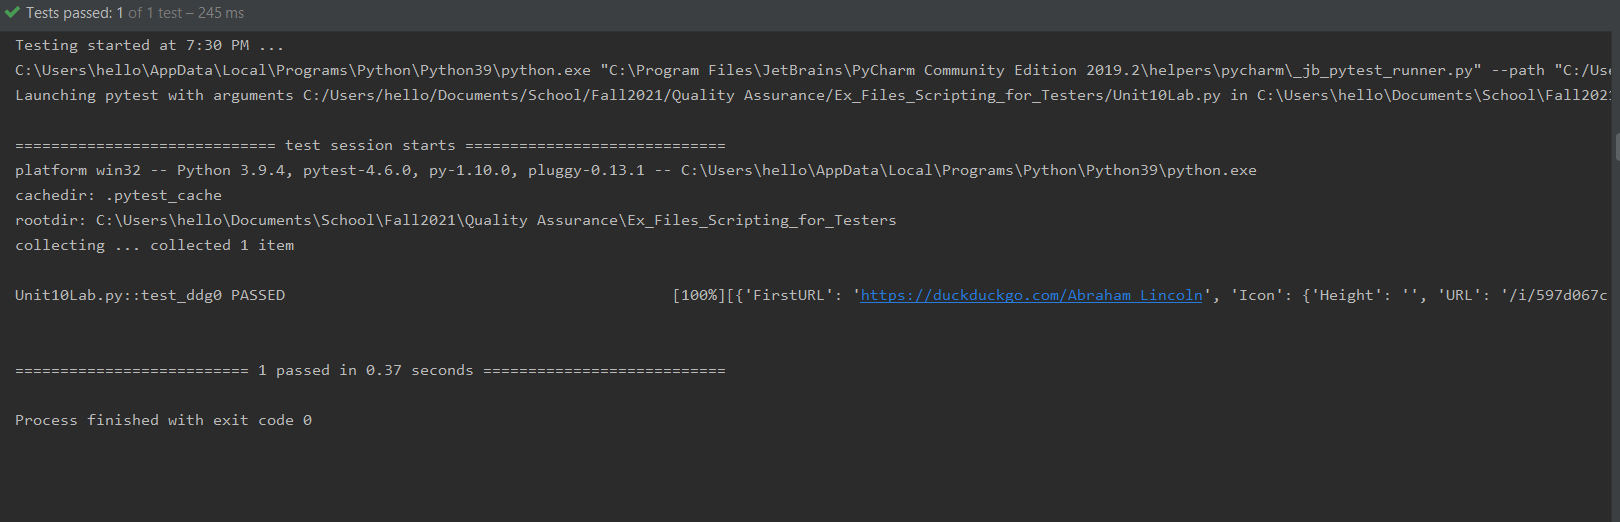 Tests passed: 1 of 1 test – 245 ms
Testing started at 7:30 PM ...
C:\Users\hello\AppData\Local\Programs\Python\Python39\python.exe "C:\Program Files\JetBrains\PyCharm Community Edition 2019.2\helpers\pycharm\_jb_pytest_runner.py" --path "C:/Use
Launching pytest with arguments C:/Users/hello/Documents/School/Fall2021/Quality Assurance/Ex_Files_Scripting_for_Testers/Unit10Lab.py in C:\Users\hello\Documents\School\Fall202
============================= test session starts =============================
platform win32 -- Python 3.9.4, pytest-4.6.0, py-1.10.0, pluggy-0.13.1 -- C:\Users\hello\AppData\Local\Programs\Python\Python39\python.exe
cachedir: .pytest_cache
rootdir: C:\Users\hello\Documents\School\Fall2021\Quality Assurance\Ex_Files_Scripting_for_Testers
collecting ... collected 1 item
Unit10Lab.py::test_ddg0 PASSED [100%][{'FirstURL': 'https://duckduckgo.com/Abraham_Lincoln', 'Icon': {'Height': '', 'URL': '/i/597d067c
========================== 1 passed in 0.37 seconds ===========================
Process finished with exit code 0